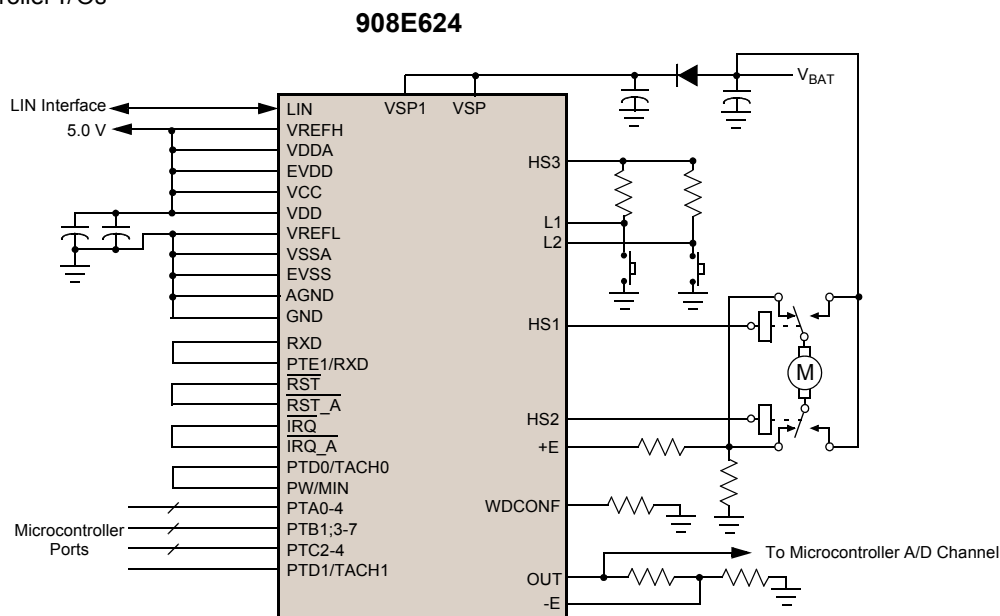 908E624
LIN Interface
5.0 V
LIN
VREFH
VDDA
EVDD
VCC
VDD
VREFL
VSSA
EVSS
AGND
GND
RXD
PTE1/RXD
RST
RST_A
IRQ
IRQ_A
PTD0/TACH0
PW/MIN
PTA0-4
PTB1;3-7
PTC2-4
PTD1/TACH1
Microcontroller
Ports
VSP1
VSP
VBAT
HS3
L1
L2
HS1
M
HS2
+E
WDCONF
OUT
-E
To Microcontroller A/D Channel